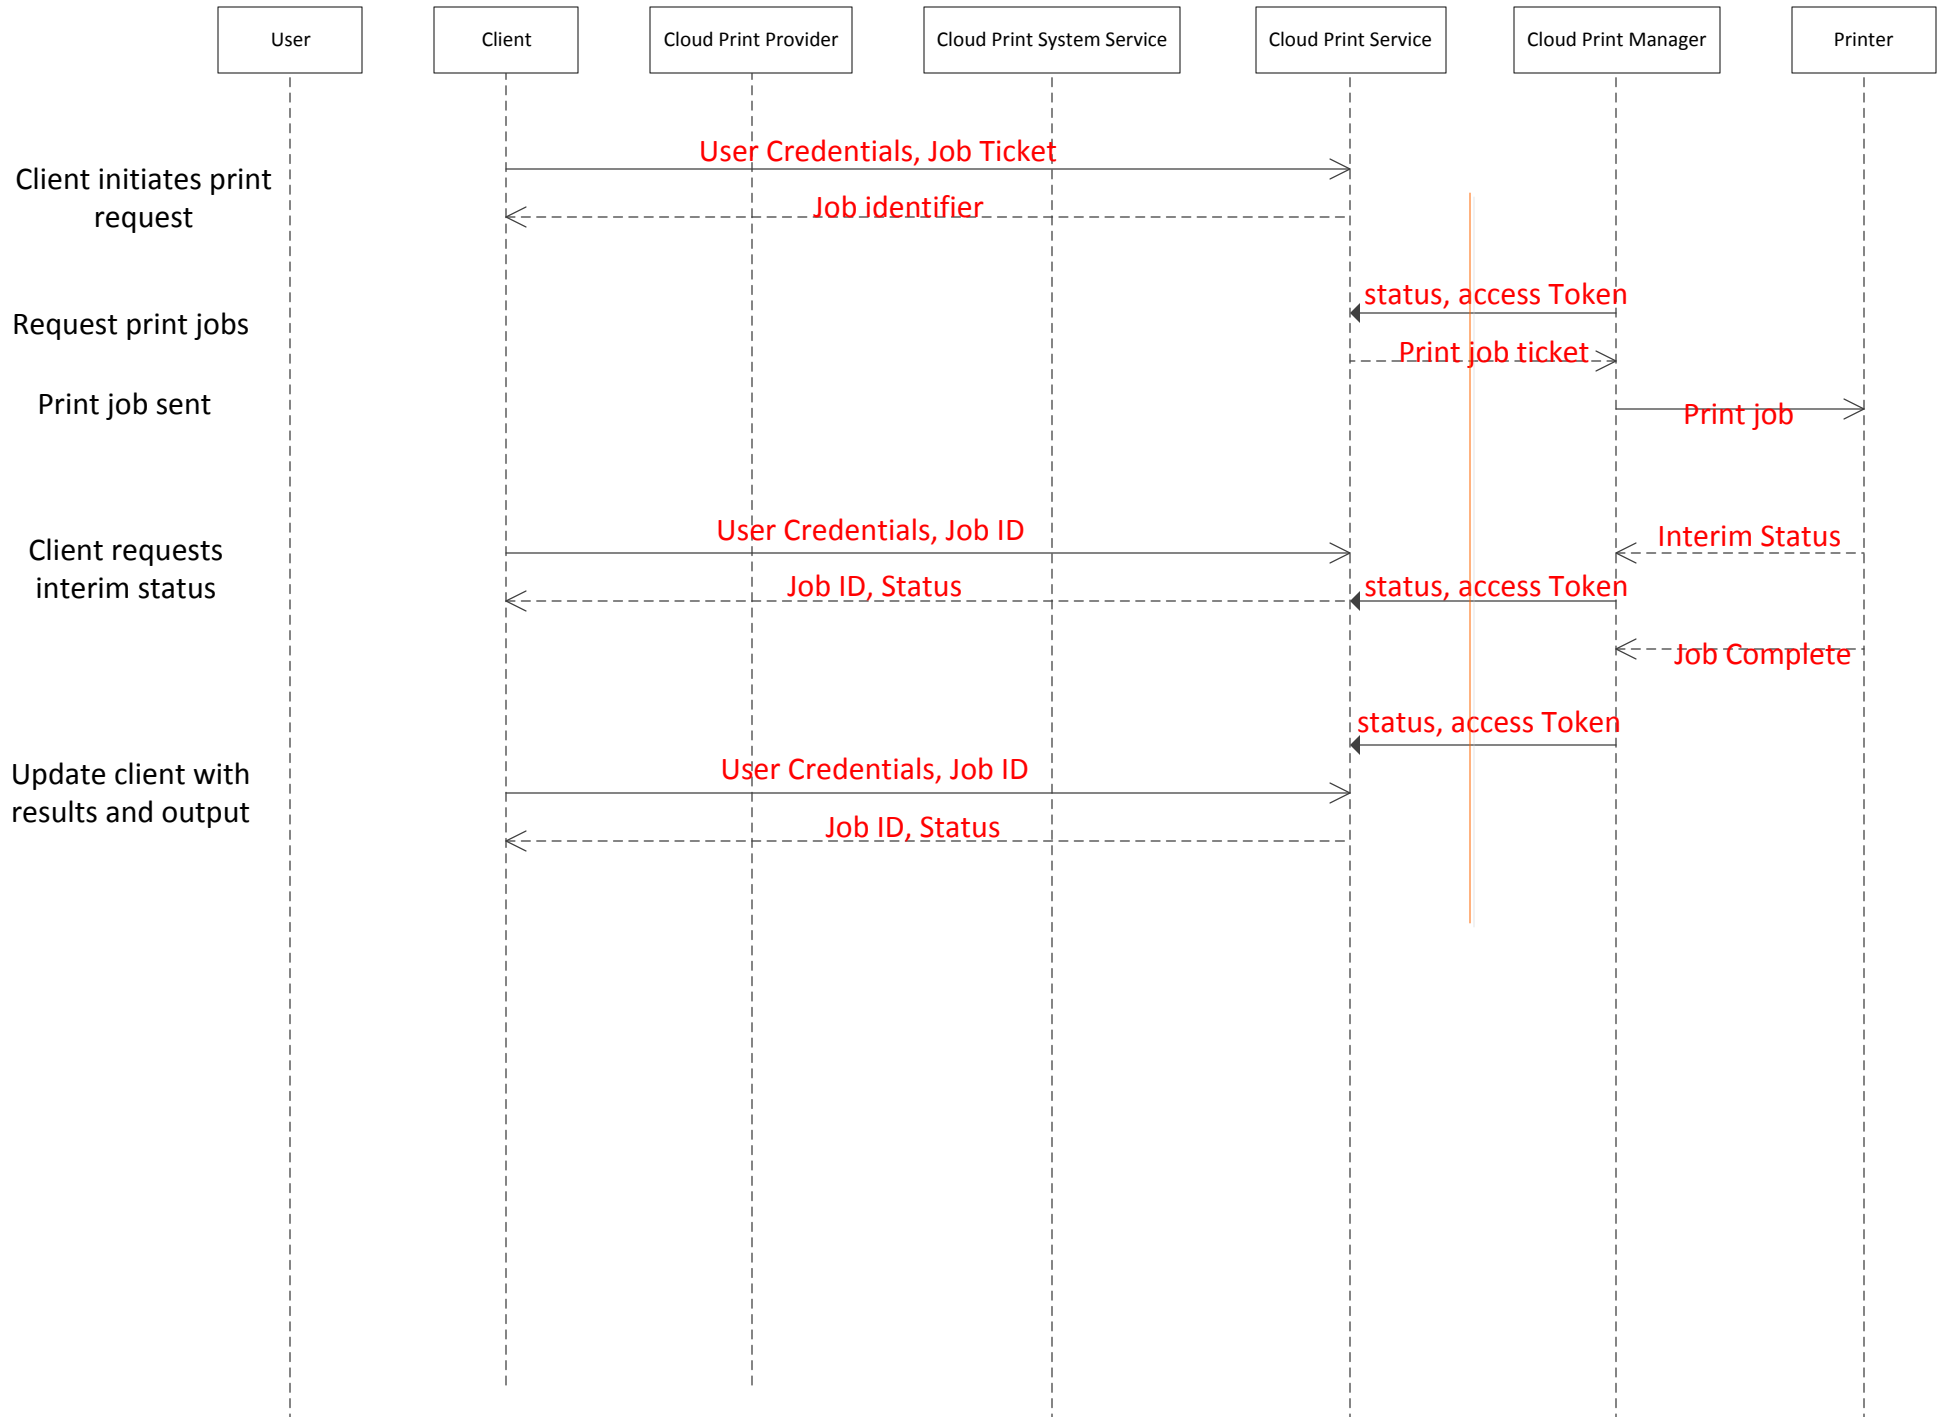 User
Client
Cloud Print Provider
Cloud Print System Service
Cloud Print Service
Cloud Print Manager
Printer
User Credentials, Job Ticket
Client initiates print
request
Job identifier
status, access Token
Request print jobs
Print job ticket
Print job sent
Print job
User Credentials, Job ID
Interim Status
Client requests
interim status
Job ID, Status
status, access Token
Job Complete
status, access Token
Update client with
results and output
User Credentials, Job ID
Job ID, Status